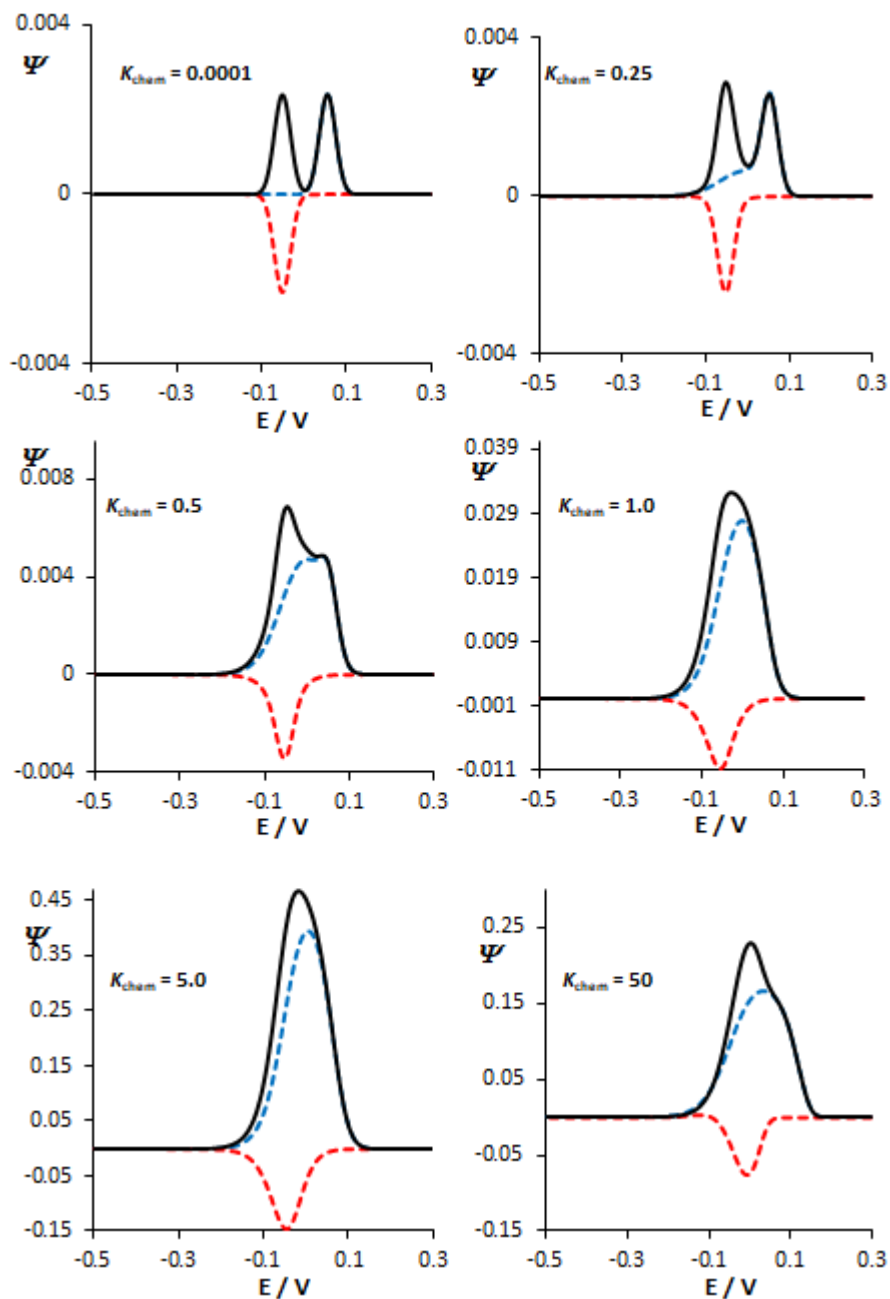 0.004
Ψ
K chem = 0.0001
0
-0.004
-0.5 -0.3 -0.1 0.1 0.3
E / V
0.004
Ψ
K chem = 0.25
0
-0.004
-0.5 -0.3 -0.1 0.1 0.3
E / V
Ψ
0.008
K chem = 0.5
0.004
0
-0.004
-0.5 -0.3 -0.1 0.1 0.3
E / V
0.039
Ψ
K chem = 1.0
0.029
0.019
0.009
-0.001
-0.011
-0.5 -0.3 -0.1 0.1 0.3
E / V
0.45
Ψ
0.35
K chem = 5.0
0.25
0.15
0.05
-0.05
-0.15
-0.5 -0.3 -0.1 0.1 0.3
E / V
0.25
Ψ
K chem = 50
0.15
0.05
-0.05
-0.15
-0.5 -0.3 -0.1 0.1 0.3
E / V